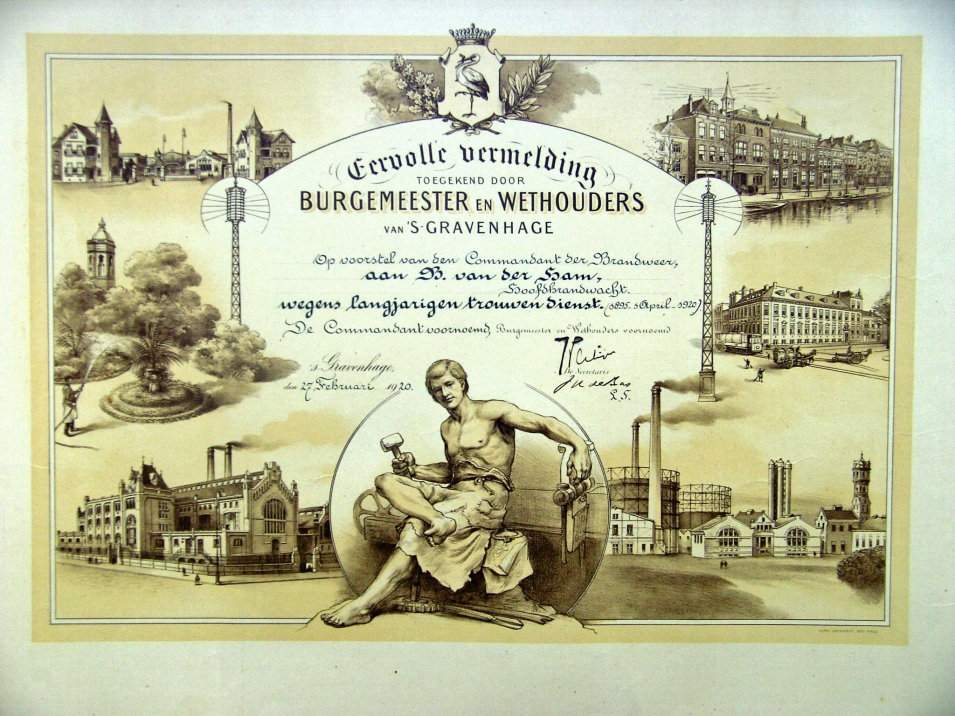 Eervolle vermelding
TOEGEKEND DOOR
BURGEMEESTER EN WETHOUDERS
VAN 'S-GRAVENHAGE
Op voorstel van den Commandant der Brandweer,
aan B. van der Ham,
Hoofdbrandwacht.
wegens langjarigen trouwen dienst. (1895. 1 April-1920)
De Commandant voornoemd, Burgemeester en Wethouders voornoemd
's Gravenhage,
den 27 Februari 1920.
de Secretaris
L.S.